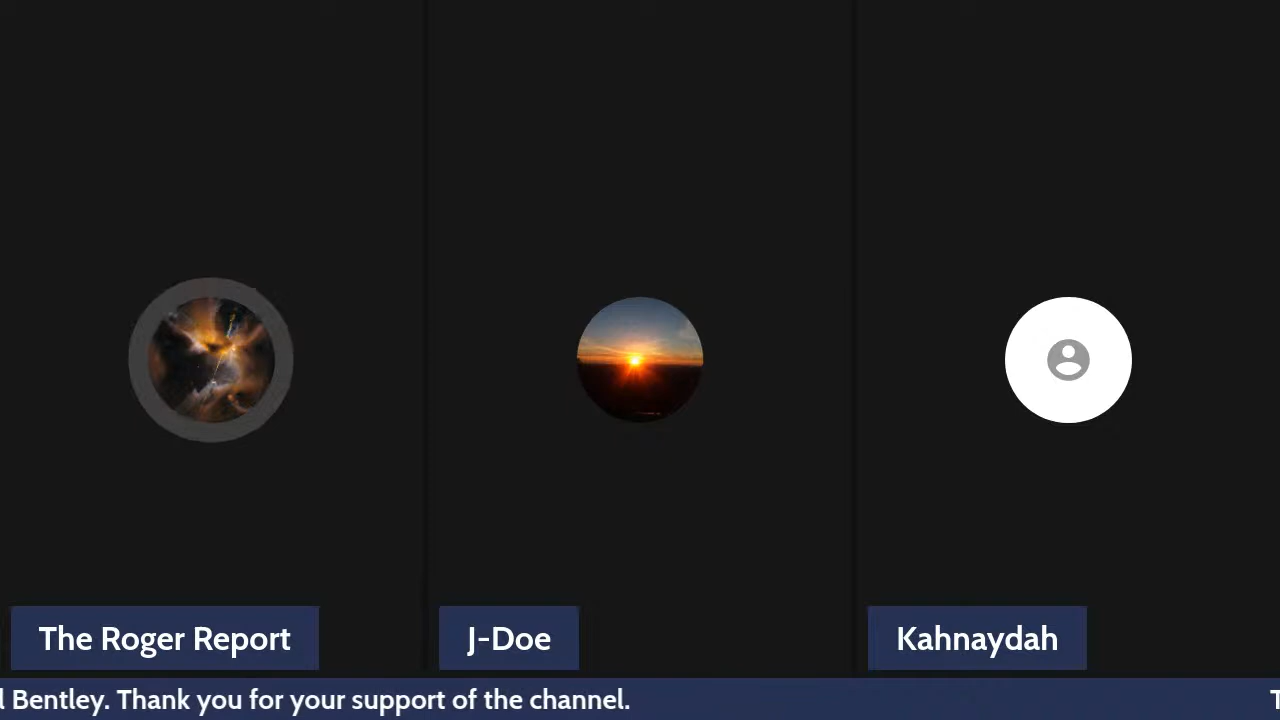 The Roger Report
J-Doe
Kahnaydah
Bentley. Thank you for your support of the channel.